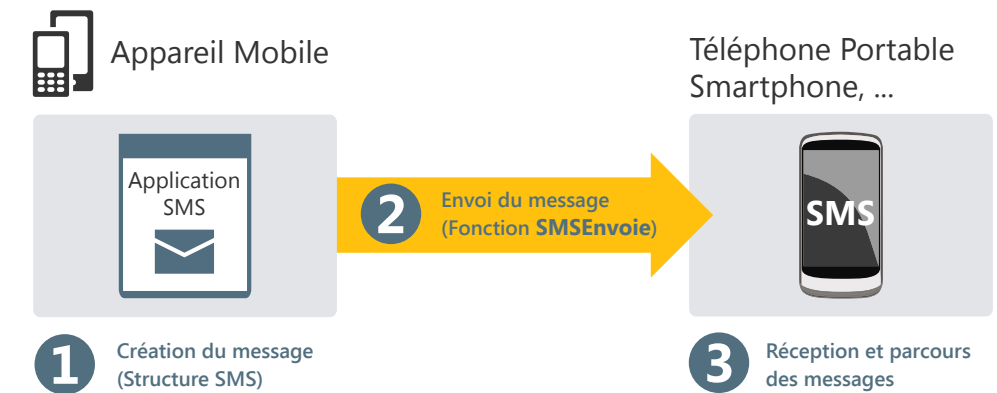 Appareil Mobile
Téléphone Portable
Smartphone, ...
Application
SMS
2
Envoi du message
(Fonction SMSEnvoie)
SMS
1
Création du message
(Structure SMS)
3
Réception et parcours
des messages